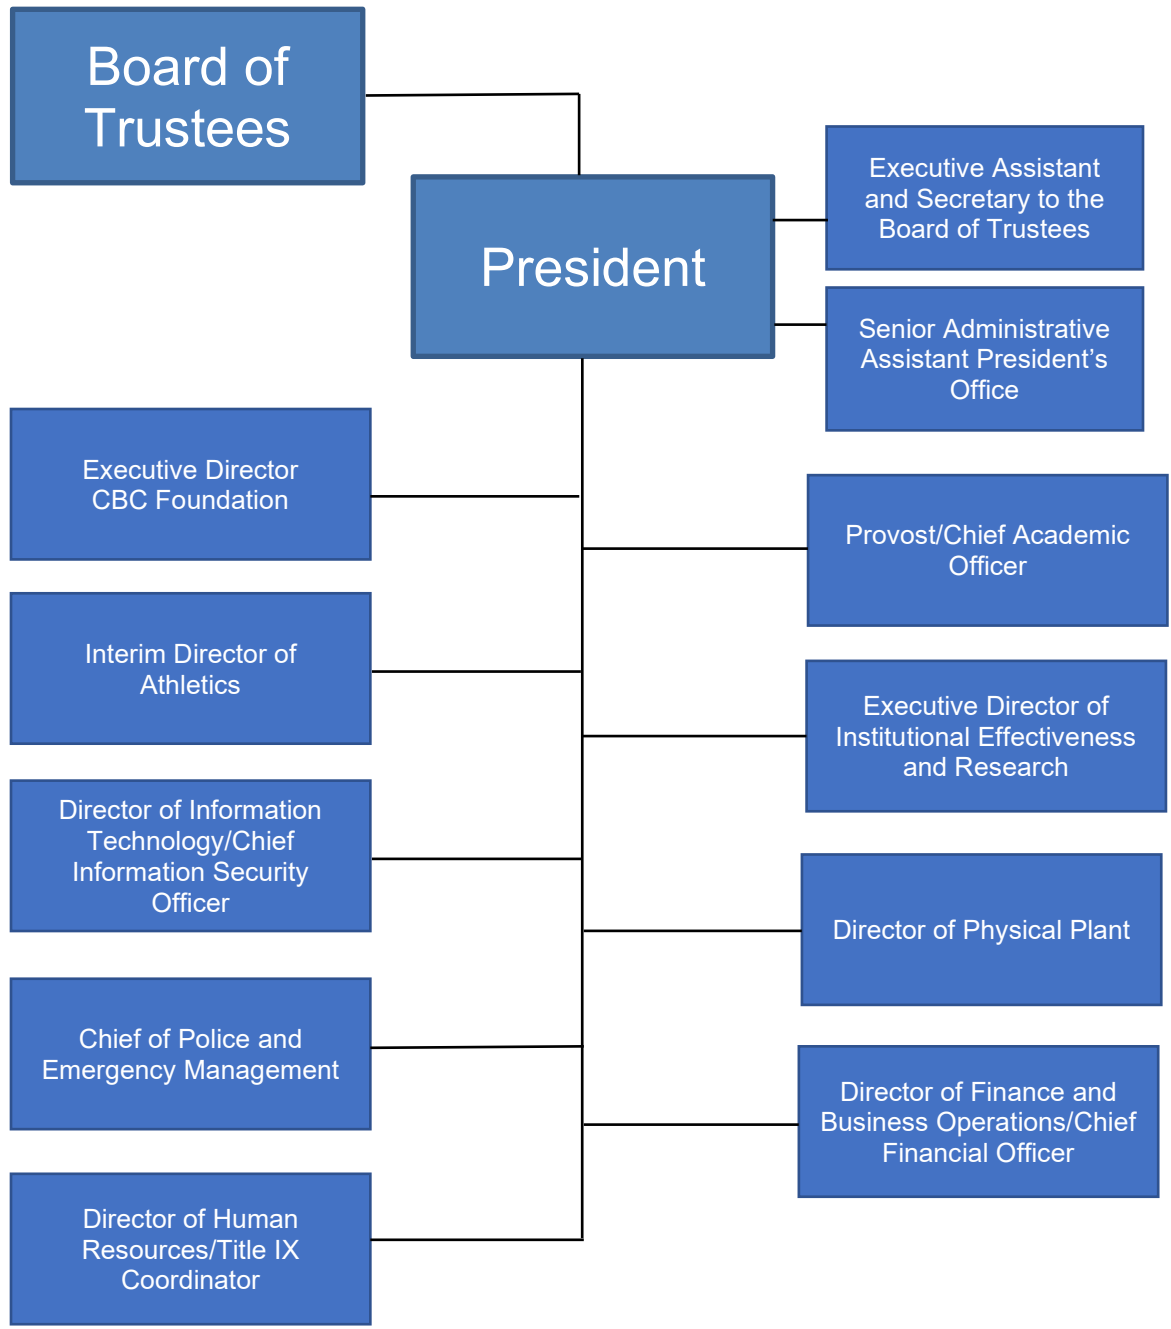 Board of
Trustees
President
Executive Assistant
and Secretary to the
Board of Trustees
Senior Administrative
Assistant President’s
Office
Executive Director
CBC Foundation
Provost/Chief Academic
Officer
Interim Director of
Athletics
Executive Director of
Institutional Effectiveness
and Research
Director of Information
Technology/Chief
Information Security
Officer
Director of Physical Plant
Chief of Police and
Emergency Management
Director of Finance and
Business Operations/Chief
Financial Officer
Director of Human
Resources/Title IX
Coordinator